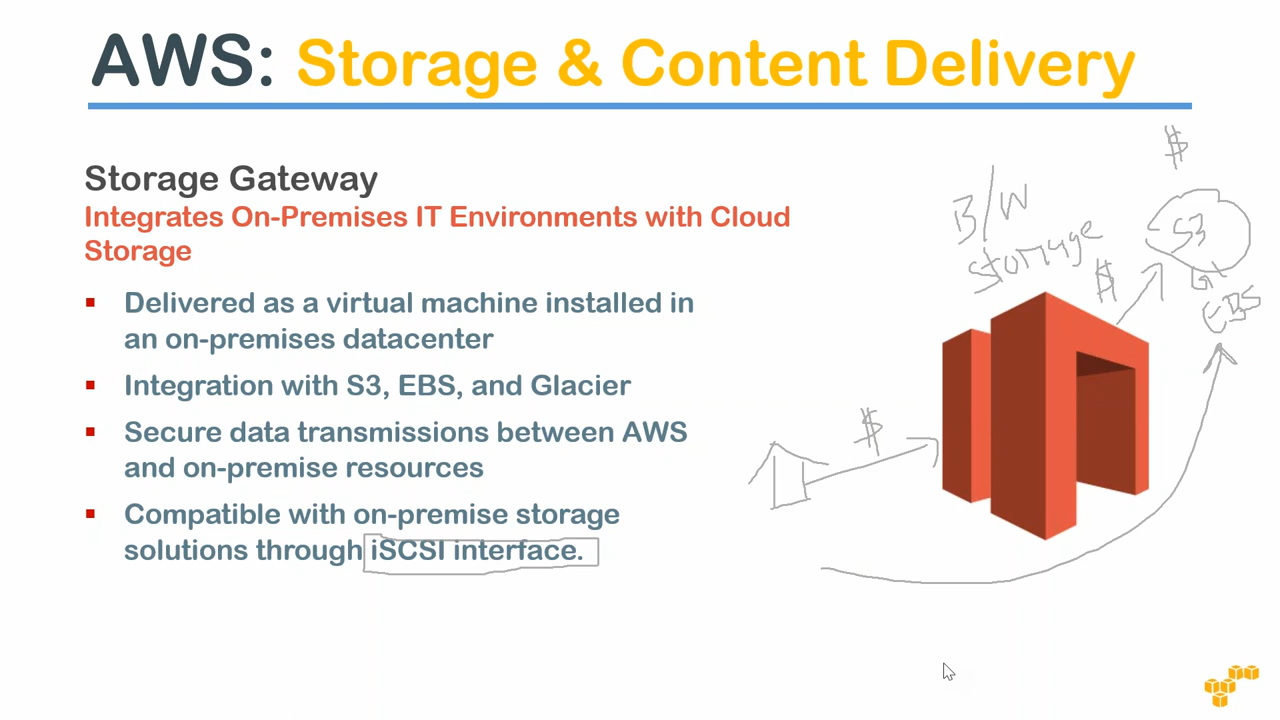 AWS: Storage & Content Delivery
Storage Gateway
Integrates On-Premises IT Environments with Cloud
Storage
Delivered as a virtual machine installed in
an on-premises datacenter
Integration with S3, EBS, and Glacier
Secure data transmissions between AWS
and on-premise resources
Compatible with on-premise storage
solutions through iSCSI interface.
$
B/W
Storage
$
S3
EBS
$